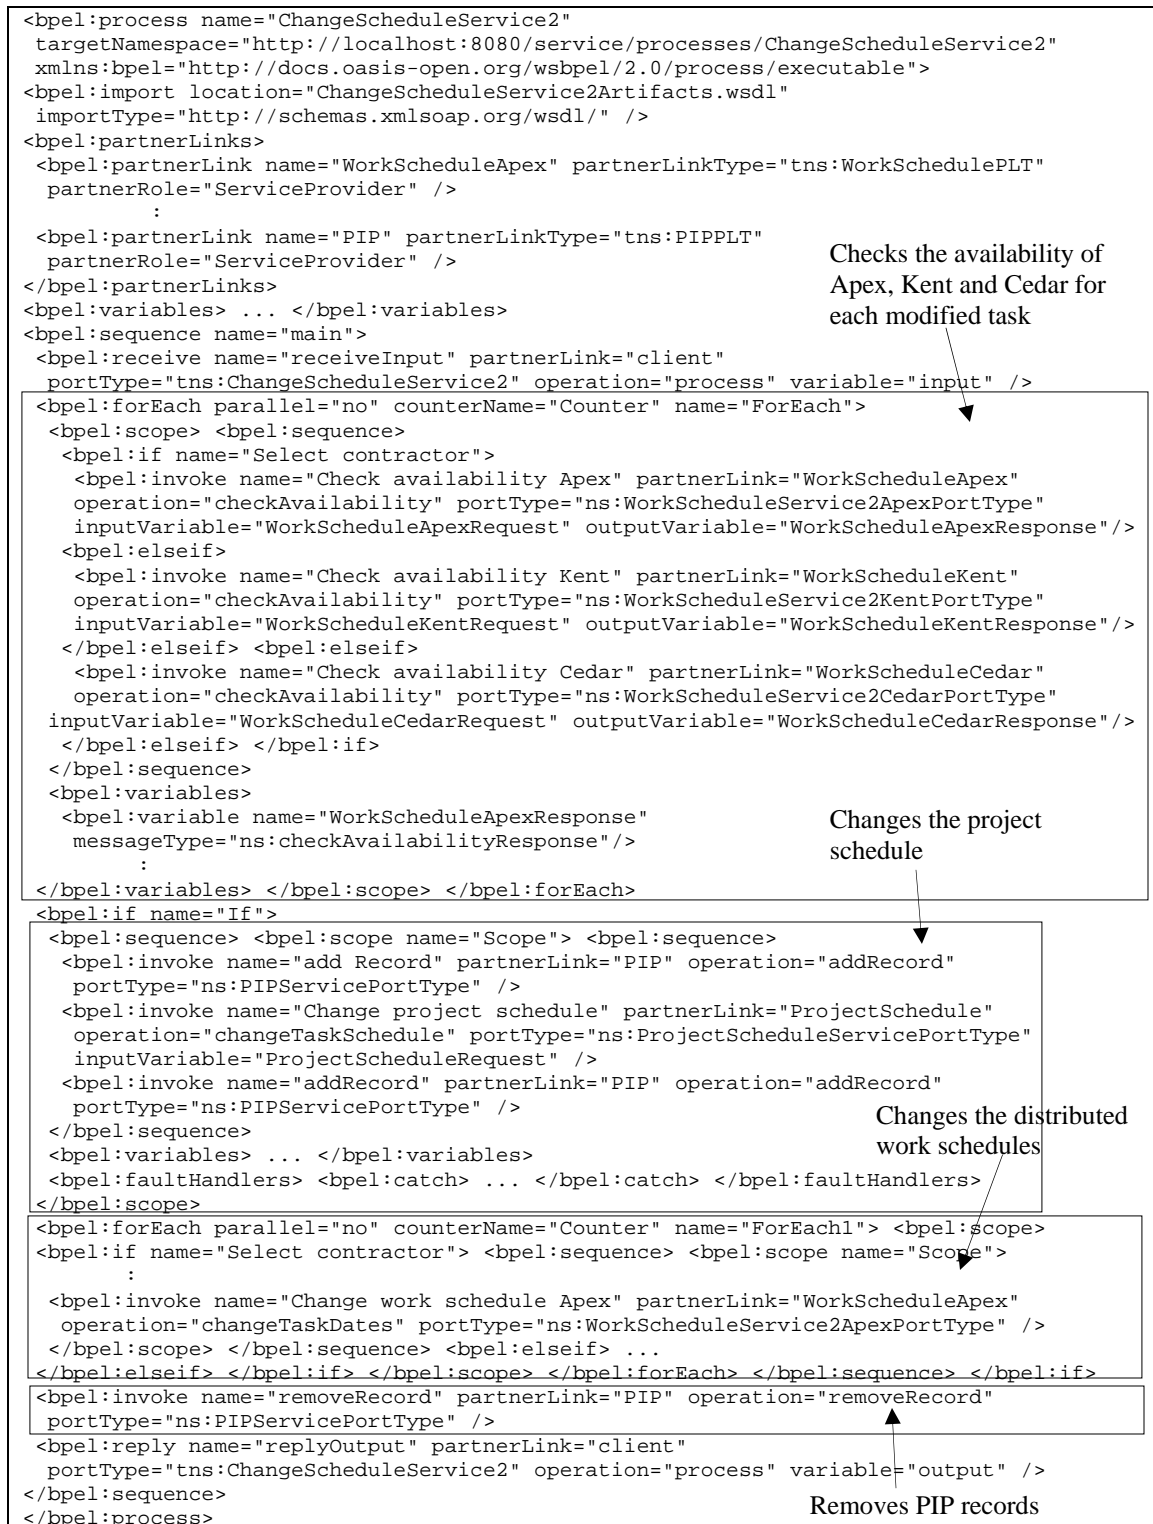 <bpel:process name="ChangeScheduleService2"
targetNamespace="http://localhost:8080/service/processes/ChangeScheduleService2"
xmlns:bpel="http://docs.oasis-open.org/wsbpel/2.0/process/executable">
<bpel:import location="ChangeScheduleService2Artifacts.wsdl"
importType="http://schemas.xmlsoap.org/wsdl/" />
<bpel:partnerLinks>
<bpel:partnerLink name="WorkScheduleApex" partnerLinkType="tns:WorkSchedulePLT"
partnerRole="ServiceProvider" />
:
<bpel:partnerLink name="PIP" partnerLinkType="tns:PIPPLT"
partnerRole="ServiceProvider" />
</bpel:partnerLinks>
<bpel:variables> ... </bpel:variables>
<bpel:sequence name="main">
Checks the availability of
Apex, Kent and Cedar for
each modified task
<bpel:receive name="receiveInput" partnerLink="client"
portType="tns:ChangeScheduleService2" operation="process" variable="input" />
<bpel:forEach parallel="no" counterName="Counter" name="ForEach">
<bpel:scope> <bpel:sequence>
<bpel:if name="Select contractor">
<bpel:invoke name="Check availability Apex" partnerLink="WorkScheduleApex"
operation="checkAvailability" portType="ns:WorkScheduleService2ApexPortType"
inputVariable="WorkScheduleApexRequest" outputVariable="WorkScheduleApexResponse"/>
<bpel:elseif>
<bpel:invoke name="Check availability Kent" partnerLink="WorkScheduleKent"
operation="checkAvailability" portType="ns:WorkScheduleService2KentPortType"
inputVariable="WorkScheduleKentRequest" outputVariable="WorkScheduleKentResponse"/>
</bpel:elseif> <bpel:elseif>
<bpel:invoke name="Check availability Cedar" partnerLink="WorkScheduleCedar"
operation="checkAvailability" portType="ns:WorkScheduleService2CedarPortType"
inputVariable="WorkScheduleCedarRequest" outputVariable="WorkScheduleCedarResponse"/>
</bpel:elseif> </bpel:if>
</bpel:sequence>
<bpel:variables>
<bpel:variable name="WorkScheduleApexResponse"
messageType="ns:checkAvailabilityResponse"/>
:
</bpel:variables> </bpel:scope> </bpel:forEach>
Changes the project
schedule
<bpel:if name="If">
<bpel:sequence> <bpel:scope name="Scope"> <bpel:sequence>
<bpel:invoke name="add Record" partnerLink="PIP" operation="addRecord"
portType="ns:PIPServicePortType" />
<bpel:invoke name="Change project schedule" partnerLink="ProjectSchedule"
operation="changeTaskSchedule" portType="ns:ProjectScheduleServicePortType"
inputVariable="ProjectScheduleRequest" />
<bpel:invoke name="addRecord" partnerLink="PIP" operation="addRecord"
portType="ns:PIPServicePortType" />
</bpel:sequence>
<bpel:variables> ... </bpel:variables>
<bpel:faultHandlers> <bpel:catch> ... </bpel:catch> </bpel:faultHandlers>
</bpel:scope>
Changes the distributed
work schedules
<bpel:forEach parallel="no" counterName="Counter" name="ForEach1"> <bpel:scope>
<bpel:if name="Select contractor"> <bpel:sequence> <bpel:scope name="Scope">
:
<bpel:invoke name="Change work schedule Apex" partnerLink="WorkScheduleApex"
operation="changeTaskDates" portType="ns:WorkScheduleService2ApexPortType" />
</bpel:scope> </bpel:sequence> <bpel:elseif> ...
</bpel:elseif> </bpel:if> </bpel:scope> </bpel:forEach> </bpel:sequence> </bpel:if>
<bpel:invoke name="removeRecord" partnerLink="PIP" operation="removeRecord"
portType="ns:PIPServicePortType" />
<bpel:reply name="replyOutput" partnerLink="client"
portType="tns:ChangeScheduleService2" operation="process" variable="output" />
</bpel:sequence>
</bpel:process>
Removes PIP records